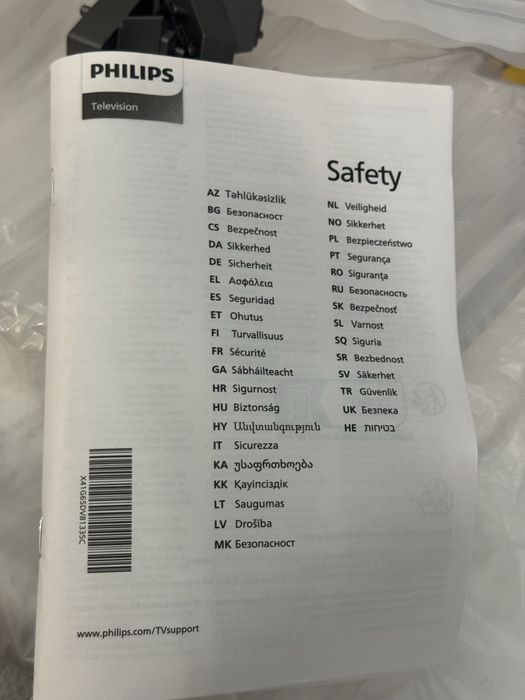 PHILIPS
Television
Safety
AZ Təhlükəsizlik
BG Безопасност
CS Bezpečnost
DA Sikkerhed
DE Sicherheit
EL Ασφάλεια
ES Seguridad
ET Ohutus
FI Turvallisuus
FR Sécurité
GA Sábháilteacht
HR Sigurnost
HU Biztonság
HY Անվտանգություն
IT Sicurezza
KA უსაფრთხოება
KK Қауіпсіздік
LT Saugumas
LV Drošība
MK Безопасност
NL Veiligheid
NO Sikkerhet
PL Bezpieczeństwo
PT Segurança
RO Siguranța
RU Безопасность
SK Bezpečnosť
SL Varnost
SQ Siguria
SR Bezbednost
SV Säkerhet
TR Güvenlik
UK Безпека
HE בטיחות
X41G65DV81335C
www.philips.com/TVsupport